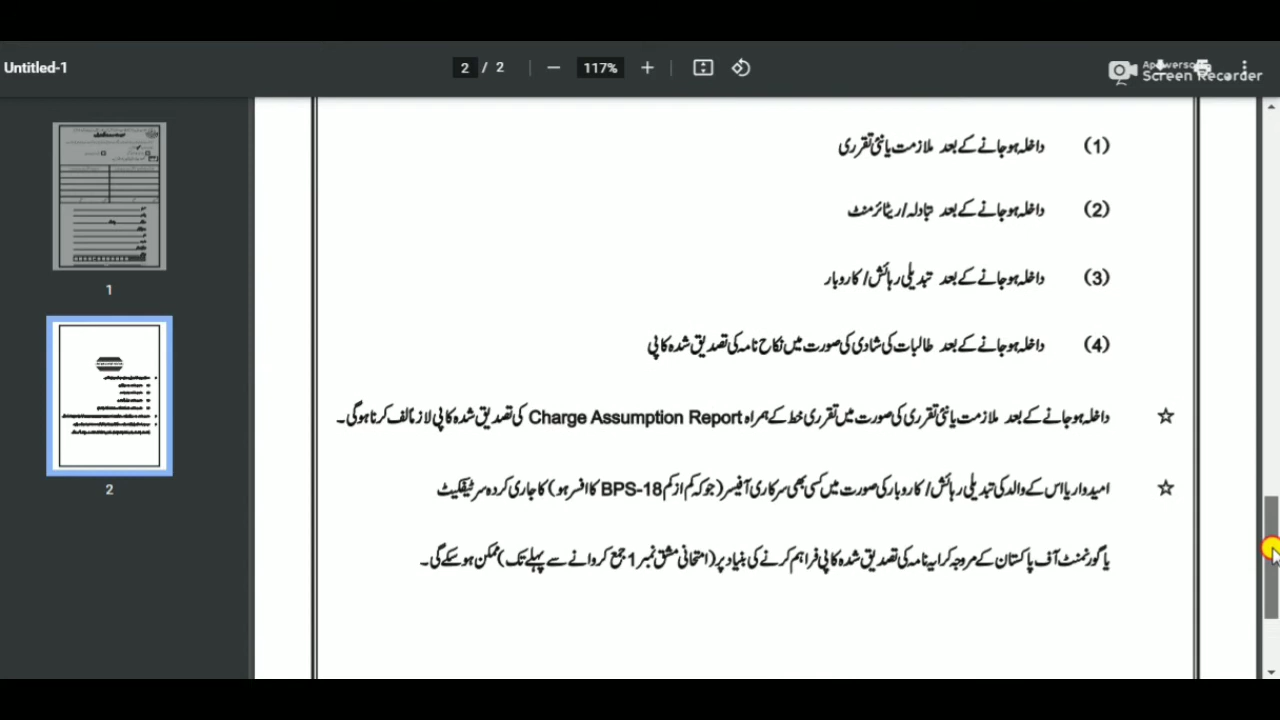 Untitled-1
2 / 2
117%
Apowersoft
Screen Recorder
(1) داخلہ ہو جانے کے بعد ملازمت یا نئی تقرری
(2) داخلہ ہو جانے کے بعد تبادلہ/ریٹائرمنٹ
(3) داخلہ ہو جانے کے بعد تبدیلی رہائش/کاروبار
(4) داخلہ ہو جانے کے بعد طالبات کی شادی کی صورت میں نکاح نامہ کی تصدیق شدہ کاپی
☆ داخلہ ہو جانے کے بعد ملازمت یا نئی تقرری کی صورت میں تقرری خط کے ہمراہ Charge Assumption Report کی تصدیق شدہ کاپی لازماً لف کرنا ہوگی۔
☆ امیدوار یا اس کے والد کی تبدیلی رہائش/کاروبار کی صورت میں کسی بھی سرکاری آفیسر (جو کہ کم از کم BPS-18 کا افسر ہو) کا جاری کردہ سرٹیفکیٹ
یا گورنمنٹ آف پاکستان کے مروجہ کرایہ نامہ کی تصدیق شدہ کاپی فراہم کرنے کی بنیاد پر (امتحانی مشق نمبر 1 جمع کروانے سے پہلے تک) ممکن ہو سکے گی۔
1
2